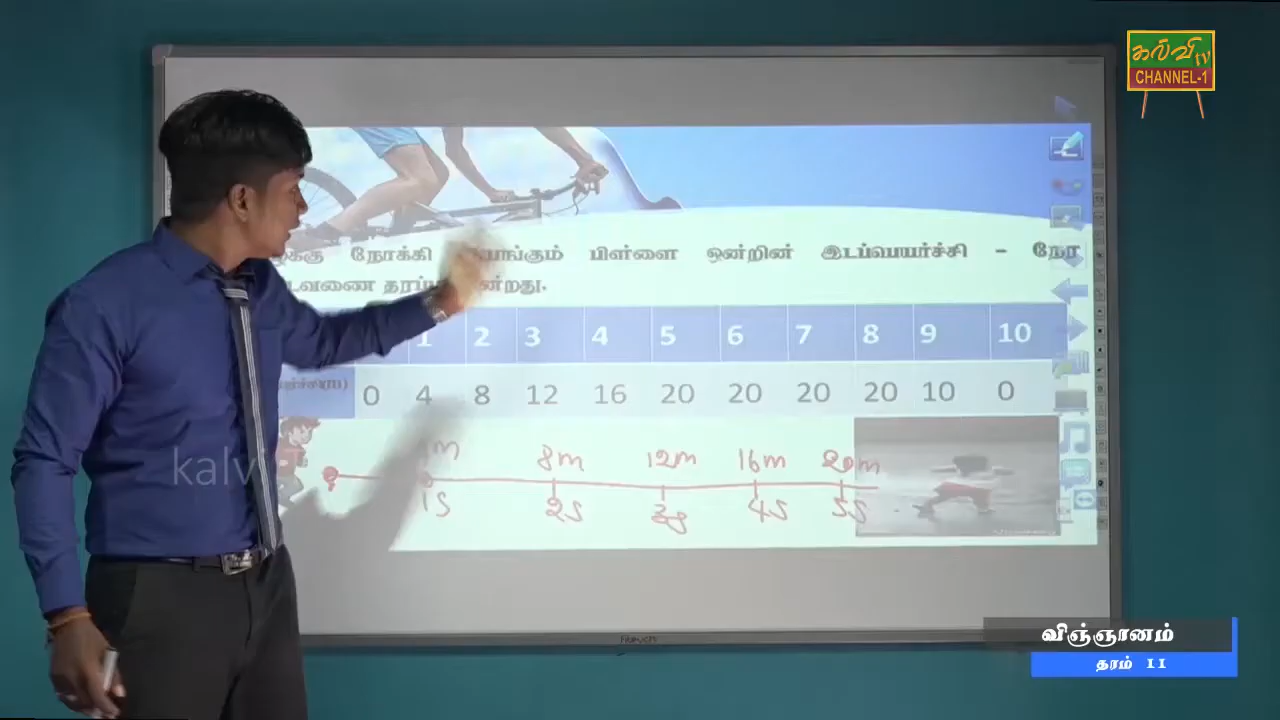 கல்வி TV
CHANNEL-1
நோக்கி பிள்ளை ஒன்றின் இடப்பெயர்ச்சி - நேர
1 2 3 4 5 6 7 8 9 10
0 4 8 12 16 20 20 20 20 10 0
8m 12m 16m 20m
1s 2s 3s 4s 5s
kalvi
விஞ்ஞானம்
தரம் 11